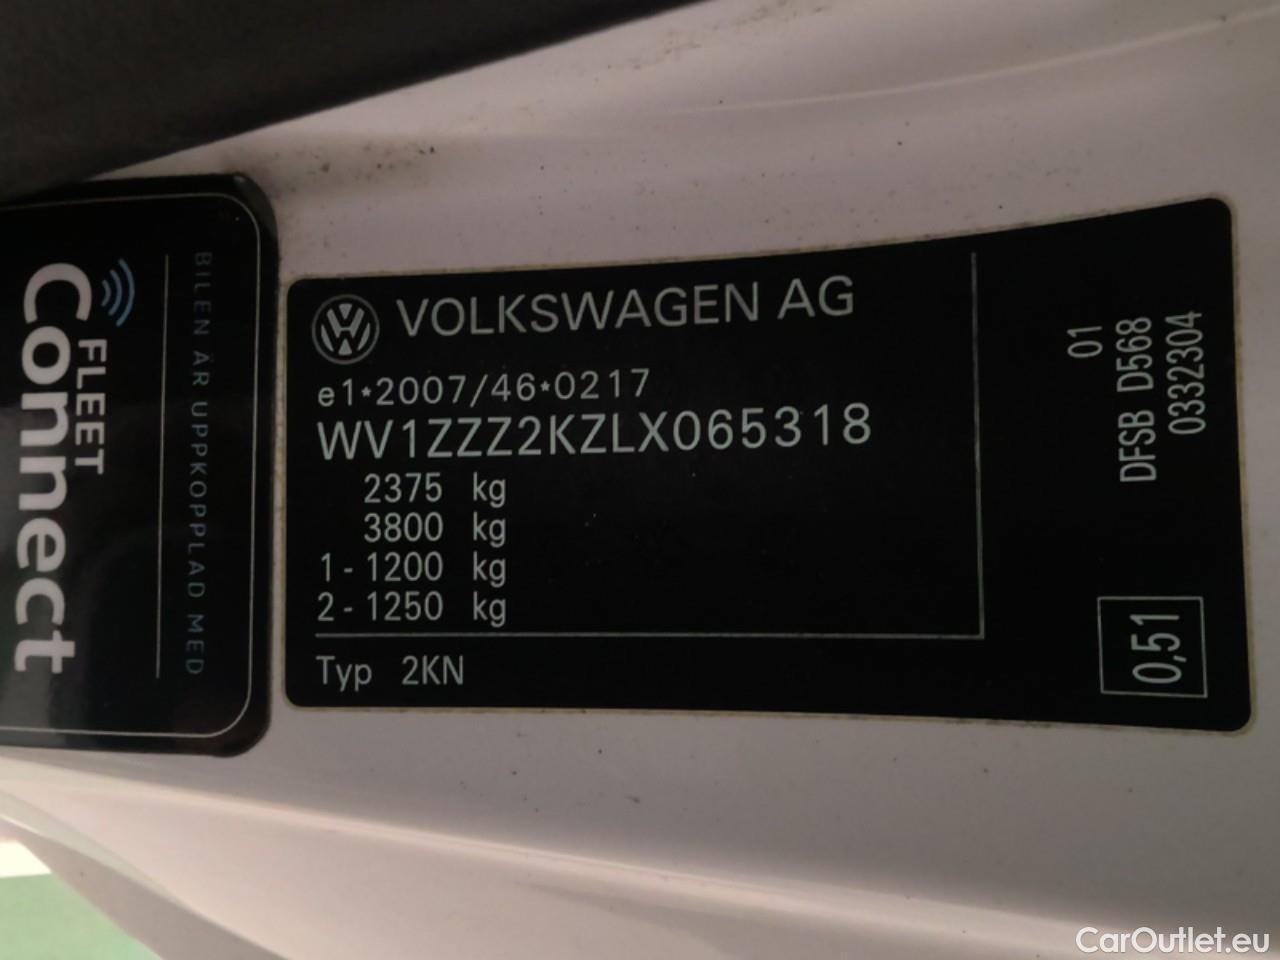 FLEET
Connect
BILEN ÄR UPPKOPPLAD MED
VOLKSWAGEN AG
e1*2007/46*0217
WV1ZZZ2KZLX065318
2375 kg
3800 kg
1 - 1200 kg
2 - 1250 kg
Typ 2KN
01
DFSB D568
0332304
0,51
CarOutlet.eu